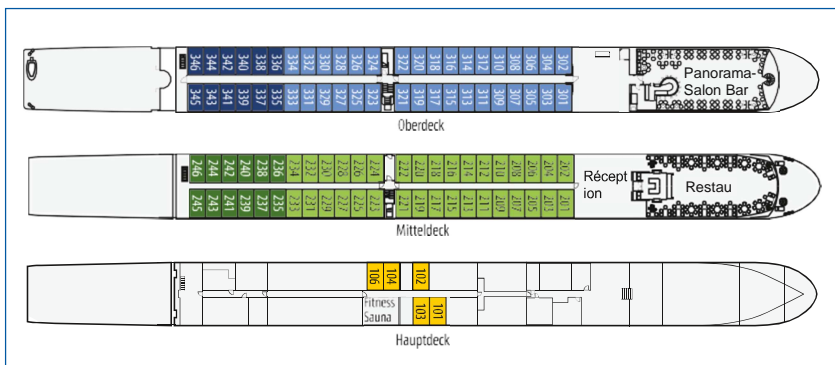 346 344 342 340 338 336 334 332 330 328 326 324 322 320 318 316 314 312 310 308 306 304 302
345 343 341 339 337 335 333 331 329 327 325 323 321 319 317 315 313 311 309 307 305 303 301
Panorama-
Salon Bar
Oberdeck
246 244 242 240 238 236 234 232 230 228 226 224 222 220 218 216 214 212 210 208 206 204 202
245 243 241 239 237 235 233 231 229 227 225 223 221 219 217 215 213 211 209 207 205 203 201
Récept
ion
Restau
Mitteldeck
106 104 102
Fitness
Sauna
103 101
Hauptdeck